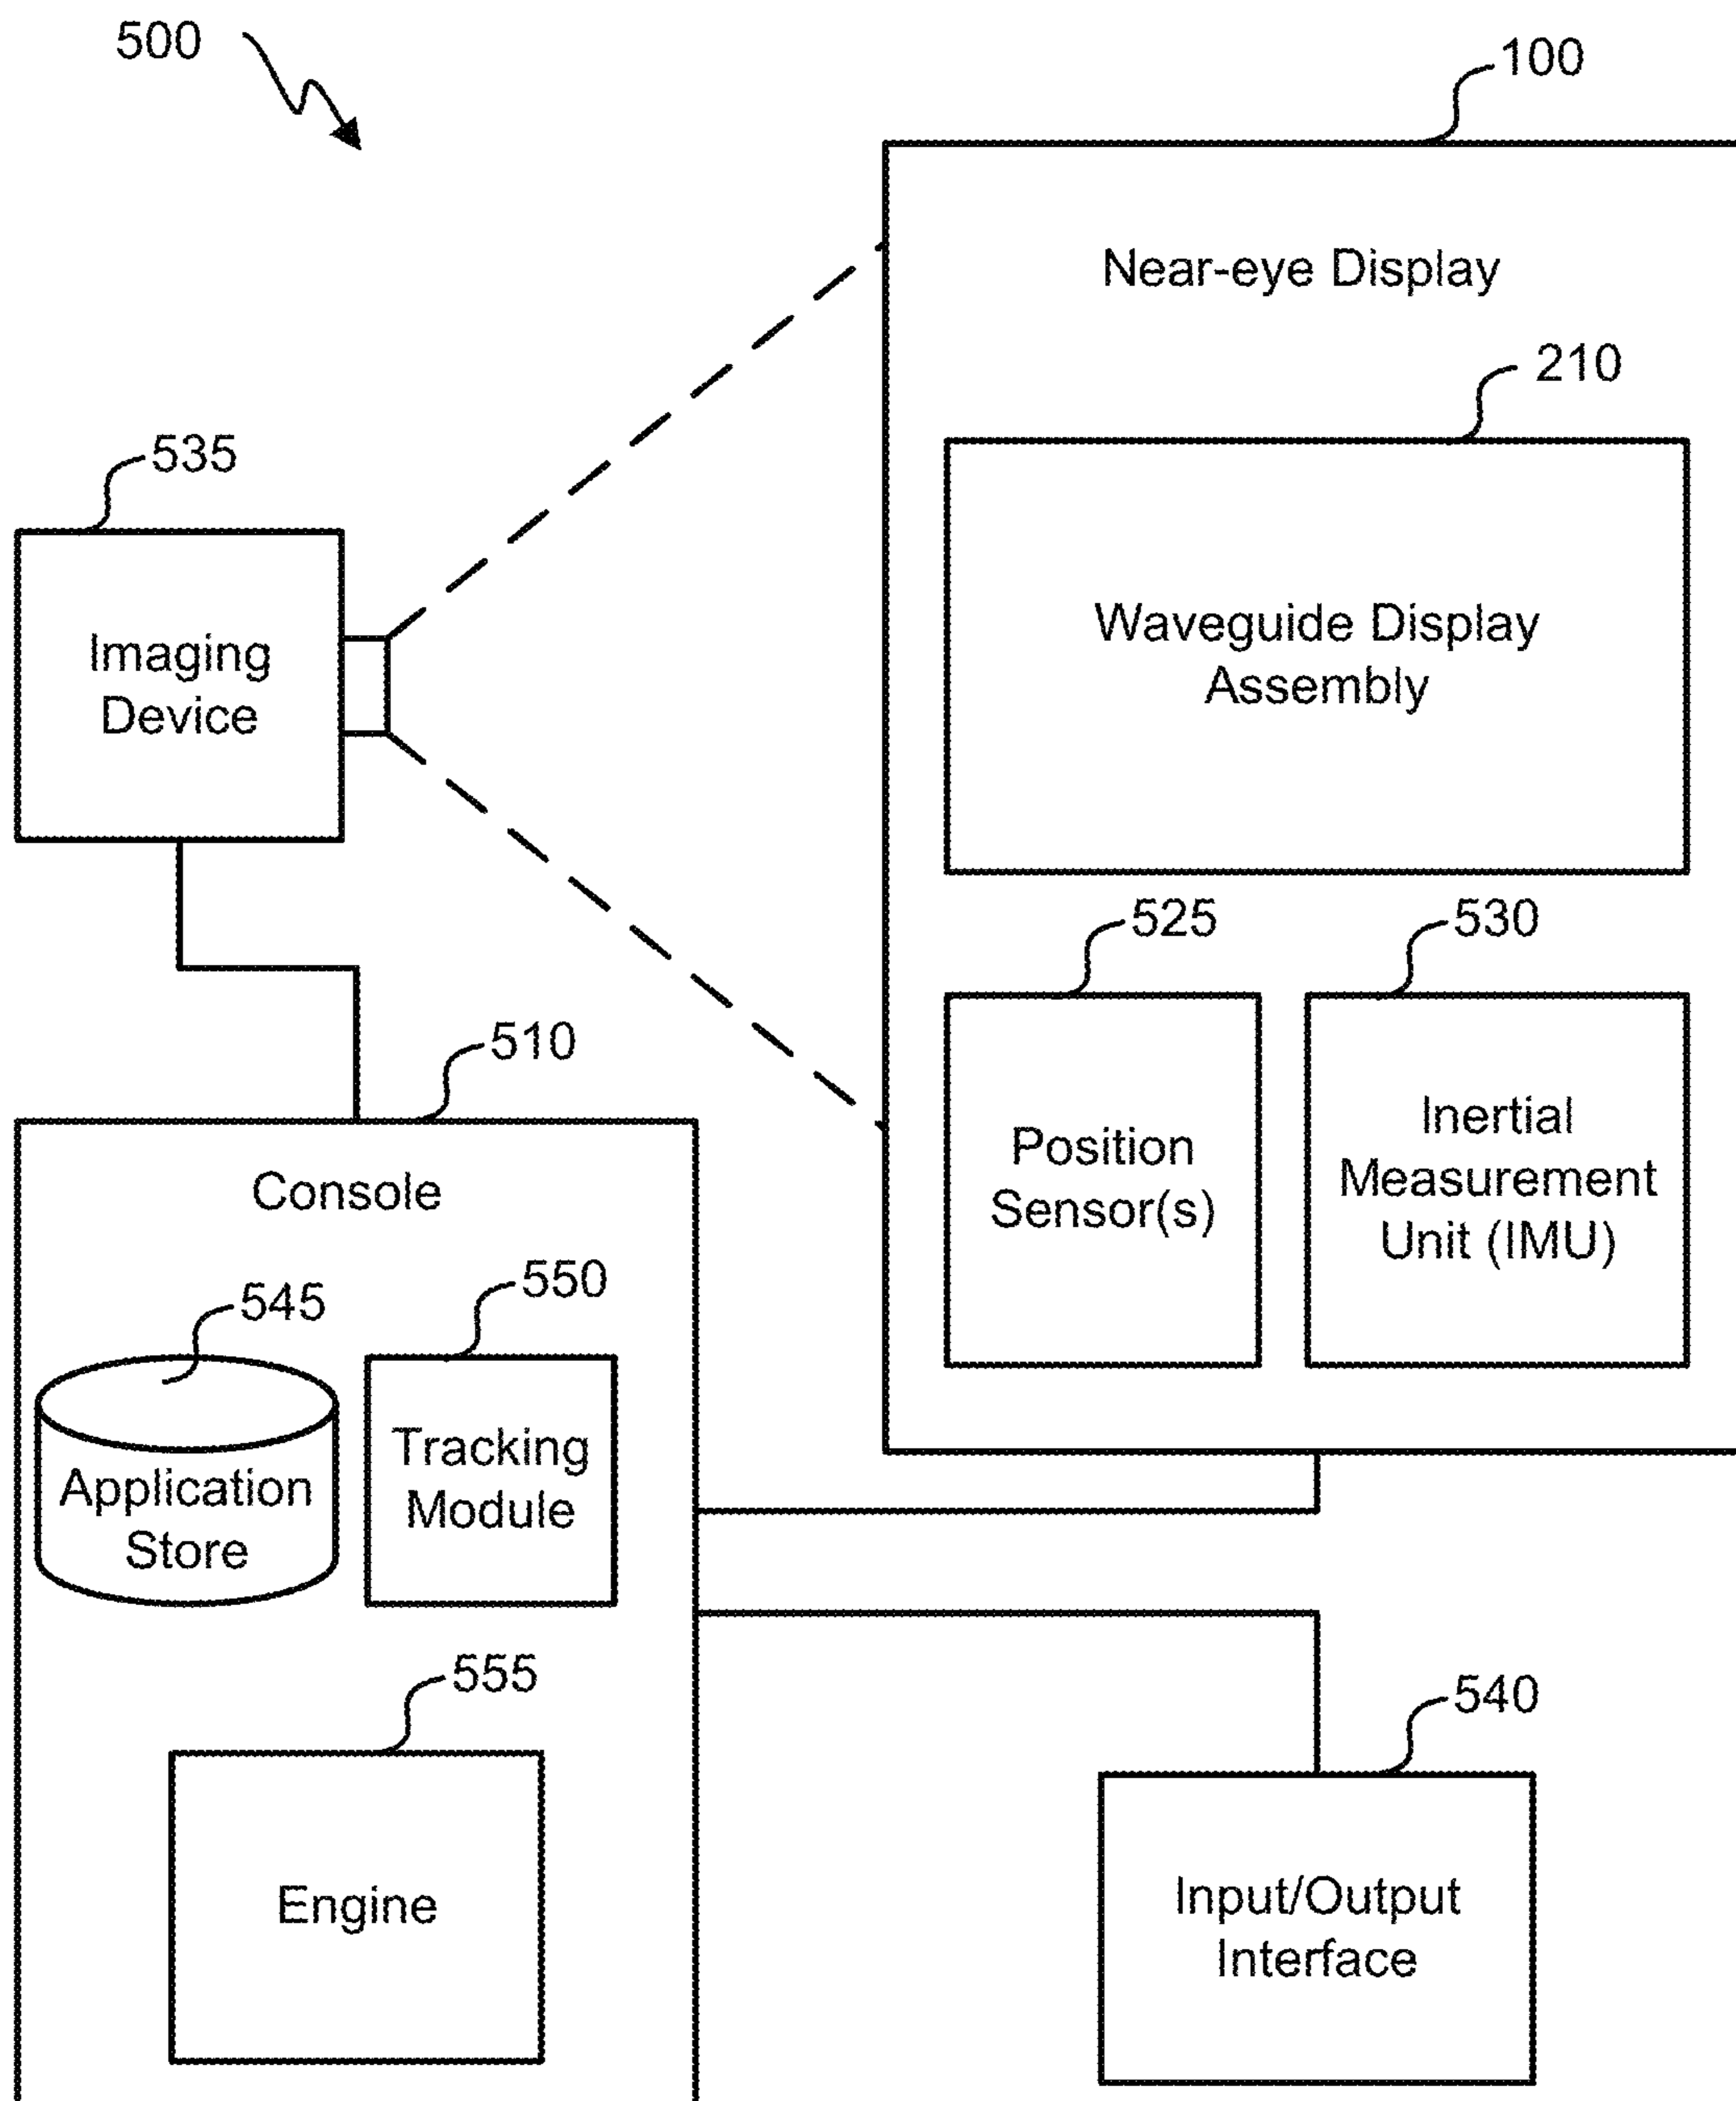 500
100
Near-eye Display
210
535
Waveguide Display
Assembly
Imaging
Device
525
530
510
Position
Sensor(s)
Inertial
Measurement
Unit (IMU)
Console
545
550
Application
Store
Tracking
Module
555
540
Engine
Input/Output
Interface